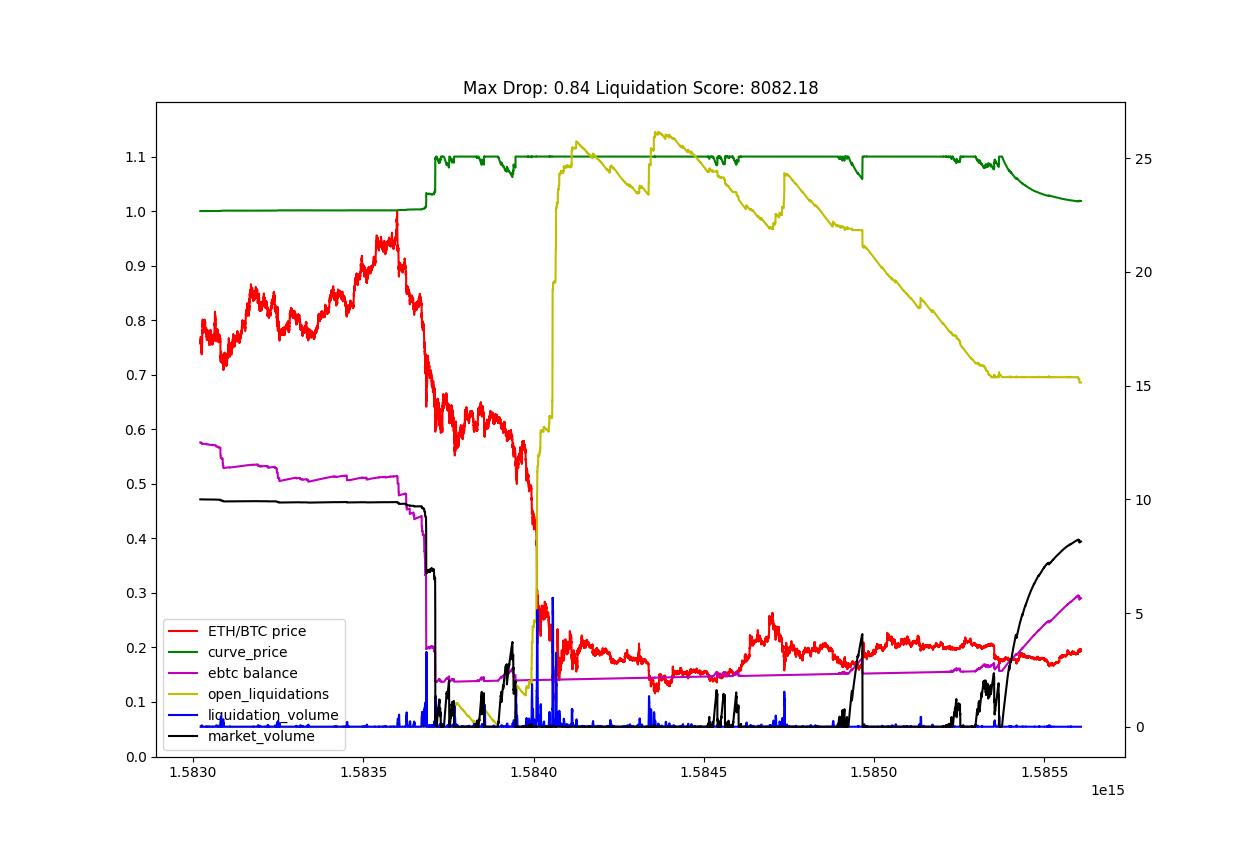 Max Drop: 0.84 Liquidation Score: 8082.18
1.1
1.0
0.9
0.8
0.7
0.6
0.5
0.4
0.3
0.2
0.1
0.0
25
20
15
10
5
0
ETH/BTC price
curve_price
ebtc balance
open_liquidations
liquidation_volume
market_volume
1.5830 1.5835 1.5840 1.5845 1.5850 1.5855
1e15